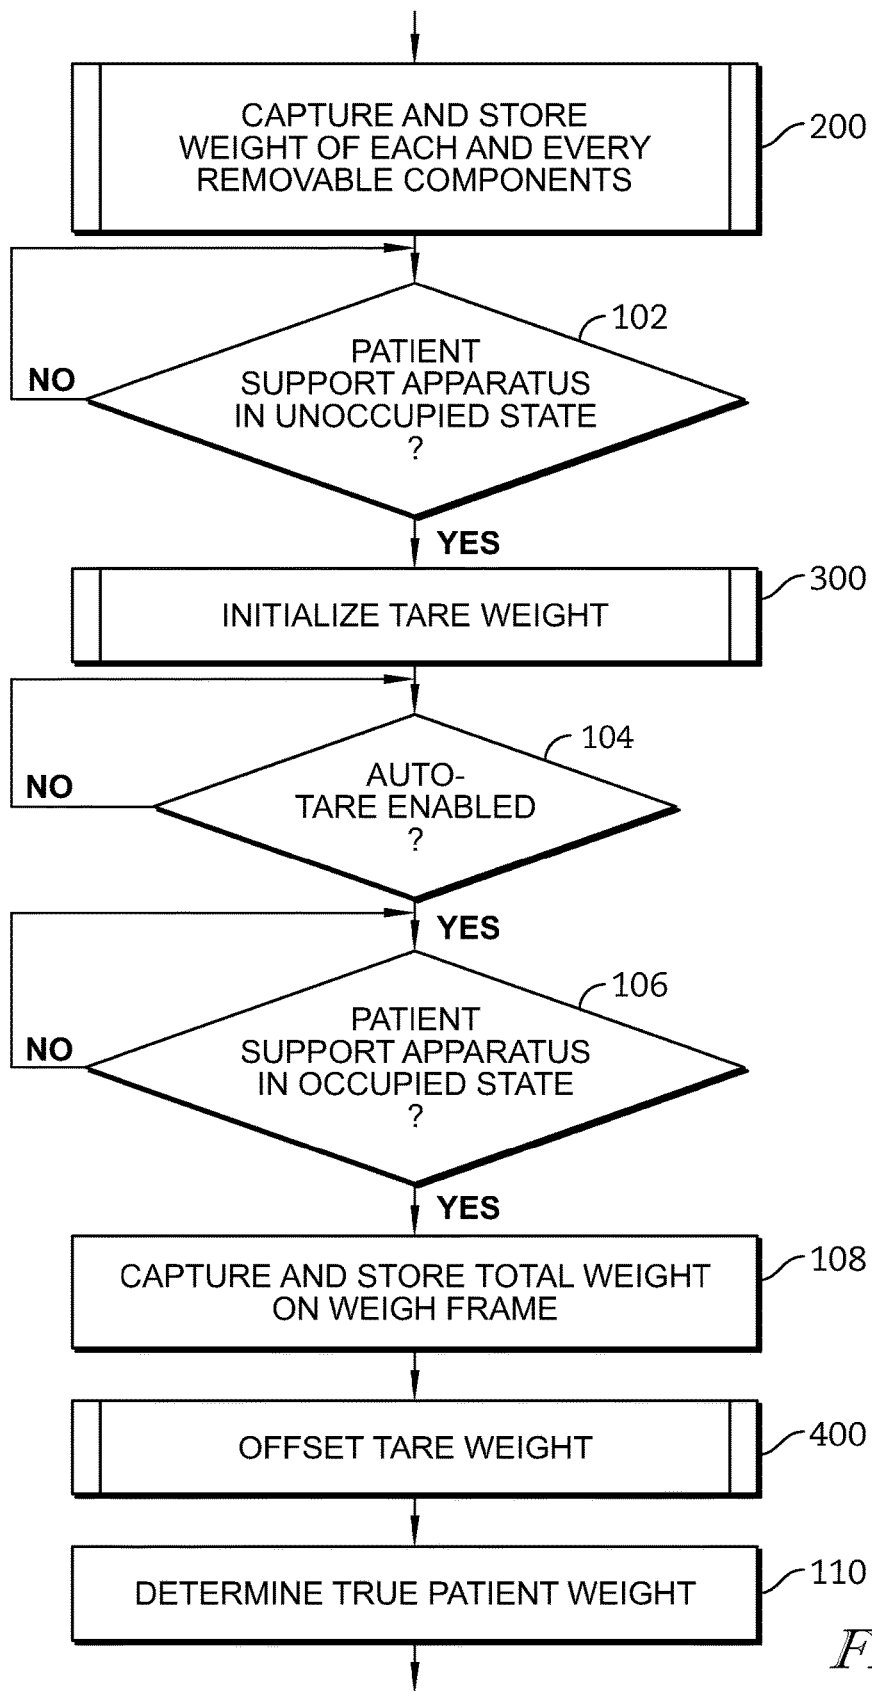 CAPTURE AND STORE
WEIGHT OF EACH AND EVERY
REMOVABLE COMPONENTS
200
102
PATIENT
SUPPORT APPARATUS
IN UNOCCUPIED STATE
?
NO
YES
INITIALIZE TARE WEIGHT
300
104
AUTO-
TARE ENABLED
?
NO
YES
106
PATIENT
SUPPORT APPARATUS
IN OCCUPIED STATE
?
NO
YES
CAPTURE AND STORE TOTAL WEIGHT
ON WEIGH FRAME
108
OFFSET TARE WEIGHT
400
DETERMINE TRUE PATIENT WEIGHT
110